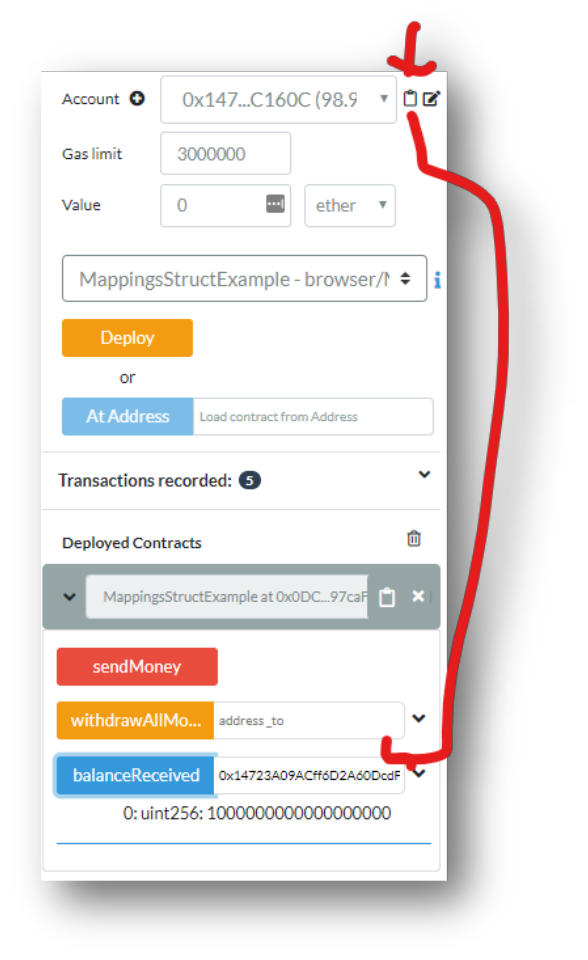 Account
0x147...C160C (98.9
Gas limit
3000000
Value
0
ether
MappingsStructExample - browser/M
i
Deploy
or
At Address
Load contract from Address
Transactions recorded: 5
Deployed Contracts
MappingsStructExample at 0x0DC...97caF
sendMoney
withdrawAllMo...
address _to
balanceReceived
0x14723A09ACff6D2A60DcdF
0: uint256: 1000000000000000000